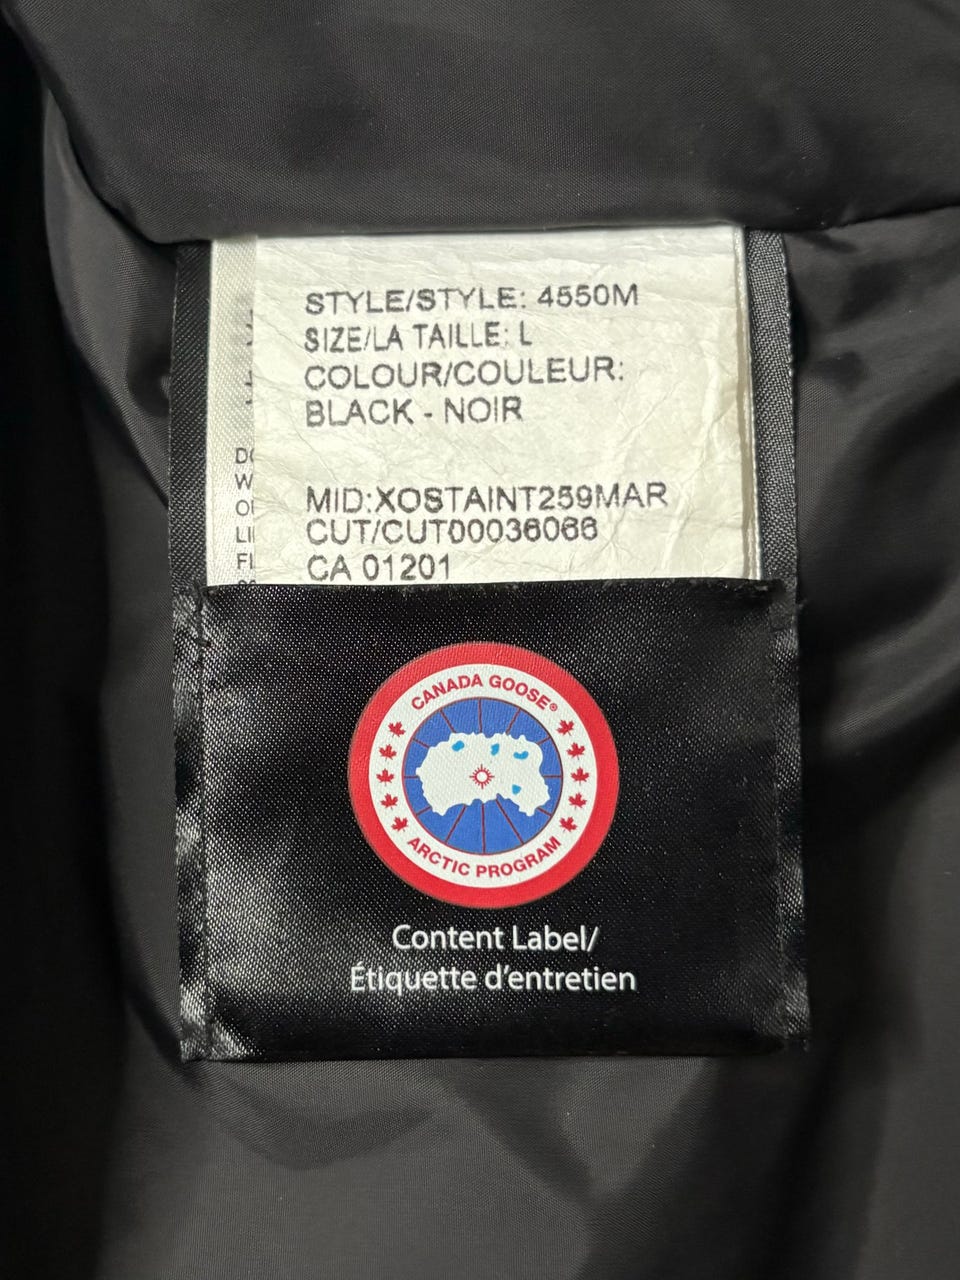 STYLE/STYLE: 4550M
SIZE/LA TAILLE: L
COLOUR/COULEUR:
BLACK - NOIR
MID:XOSTAINT259MAR
CUT/CUT00036066
CA 01201
CANADA GOOSE®
ARCTIC PROGRAM
Content Label/
Étiquette d'entretien